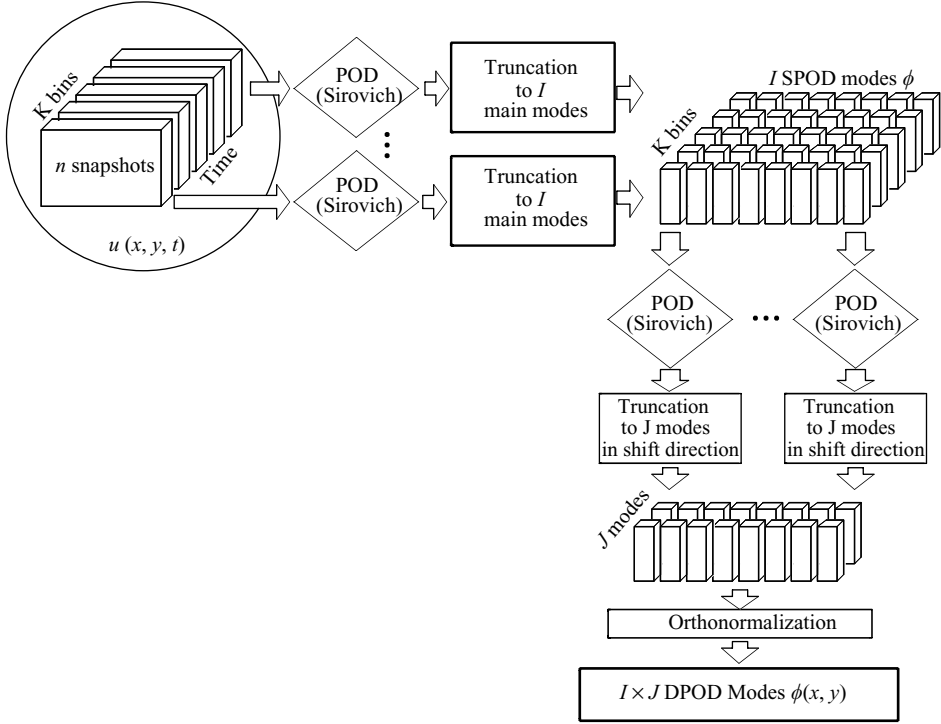 K bins
n snapshots
Time
u (x, y, t)
POD
(Sirovich)
Truncation
to I
main modes
POD
(Sirovich)
Truncation
to I
main modes
I SPOD modes ϕ
K bins
POD
(Sirovich)
POD
(Sirovich)
Truncation
to J modes
in shift direction
Truncation
to J modes
in shift direction
J modes
Orthonormalization
I × J DPOD Modes ϕ(x, y)